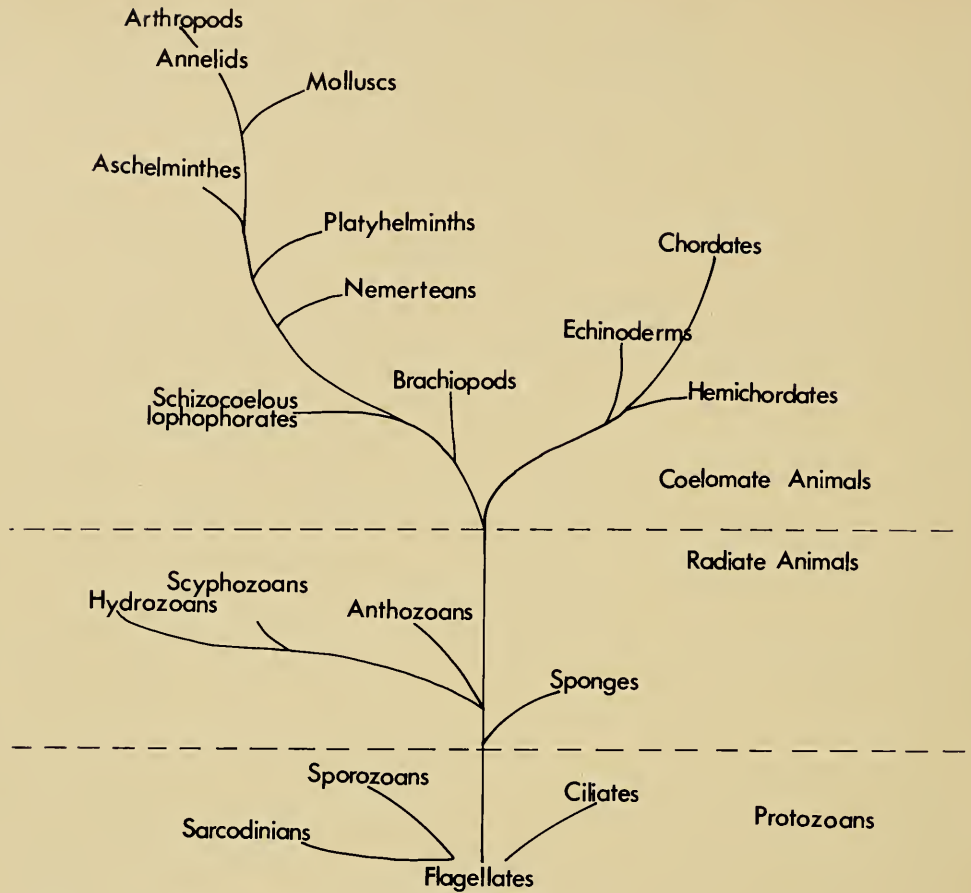 Arthropods
Annelids
Molluscs
Aschelminthes
Platyhelminths
Chordates
Nemerteans
Echinoderms
Brachiopods
Schizocoelous
lophophorates
Hemichordates
Coelomate Animals
Radiate Animals
Scyphozoans
Hydrozoans
Anthozoans
Sponges
Sporozoans
Ciliates
Sarcodinians
Protozoans
Flagellates